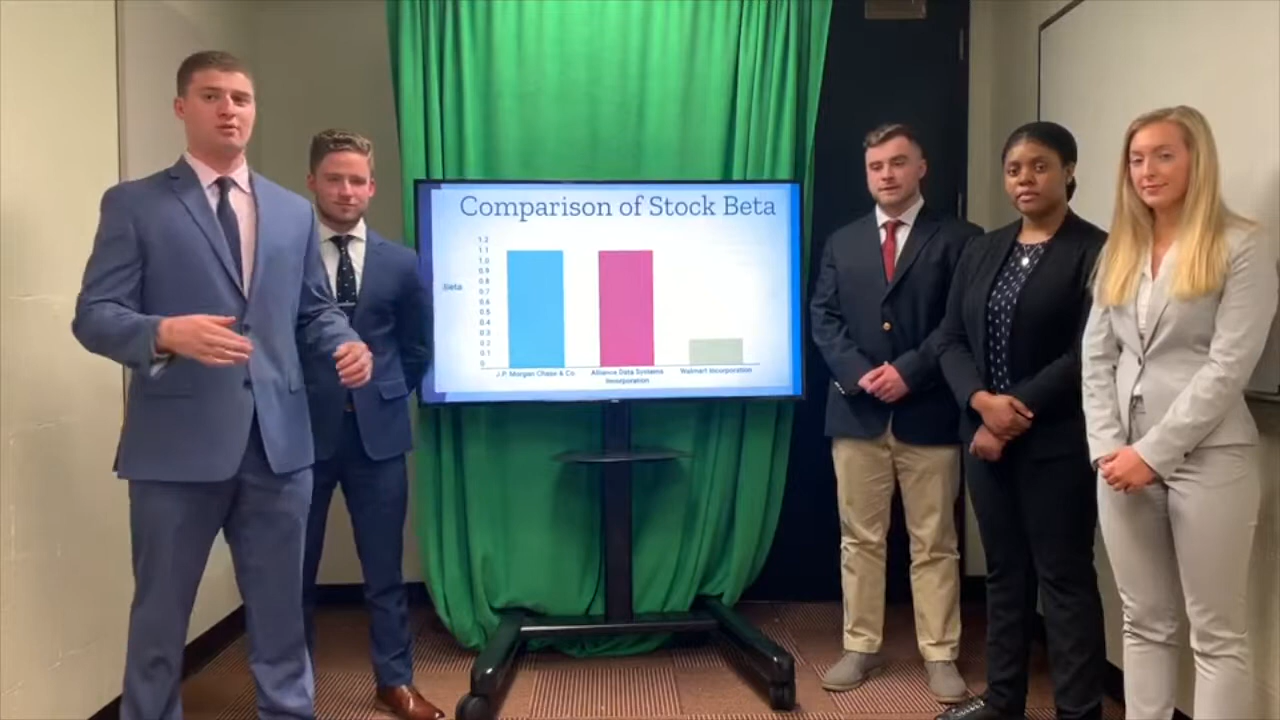 Comparison of Stock Beta
1.2
1.1
1.0
0.9
0.8
0.7
0.6
0.5
0.4
0.3
0.2
0.1
0
Beta
J.P. Morgan Chase & Co.
Alliance Data Systems
Incorporation
Walmart Incorporation